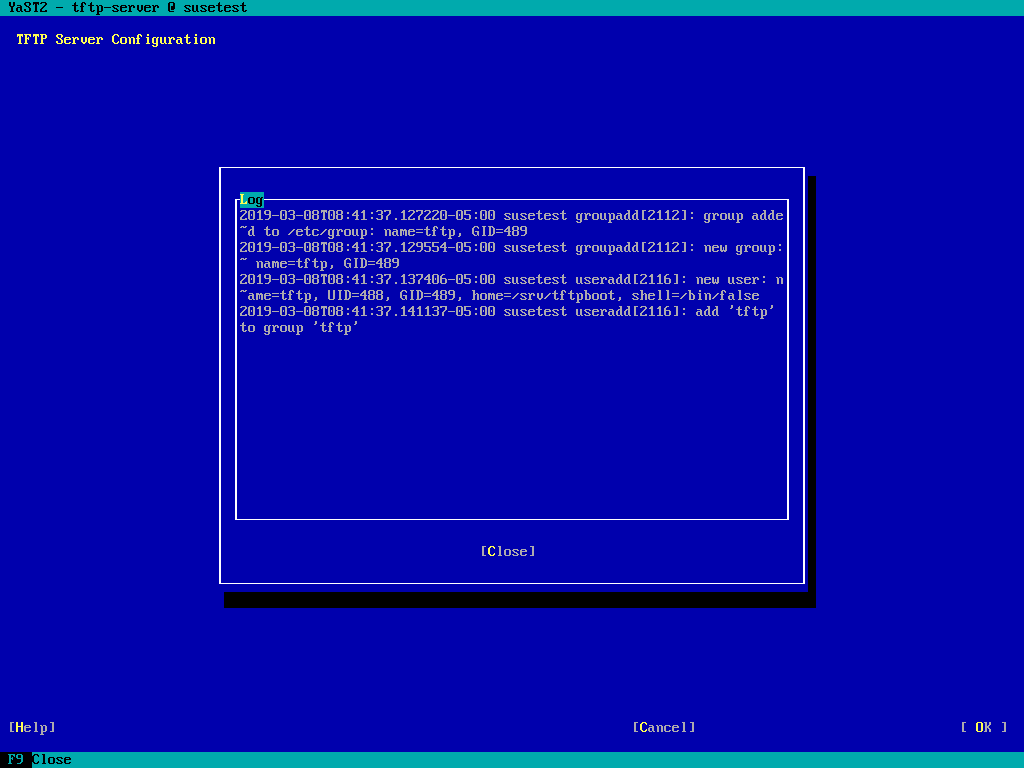 YaST2 - tftp-server @ susetest
TFTP Server Configuration
Log
2019-03-08T08:41:37.127220-05:00 susetest groupadd[2112]: group adde
~d to /etc/group: name=tftp, GID=489
2019-03-08T08:41:37.129554-05:00 susetest groupadd[2112]: new group:
~ name=tftp, GID=489
2019-03-08T08:41:37.137406-05:00 susetest useradd[2116]: new user: n
~ame=tftp, UID=488, GID=489, home=/srv/tftpboot, shell=/bin/false
2019-03-08T08:41:37.141137-05:00 susetest useradd[2116]: add 'tftp'
to group 'tftp'
[Close]
[Help] [Cancel] [ OK ]
F9 Close